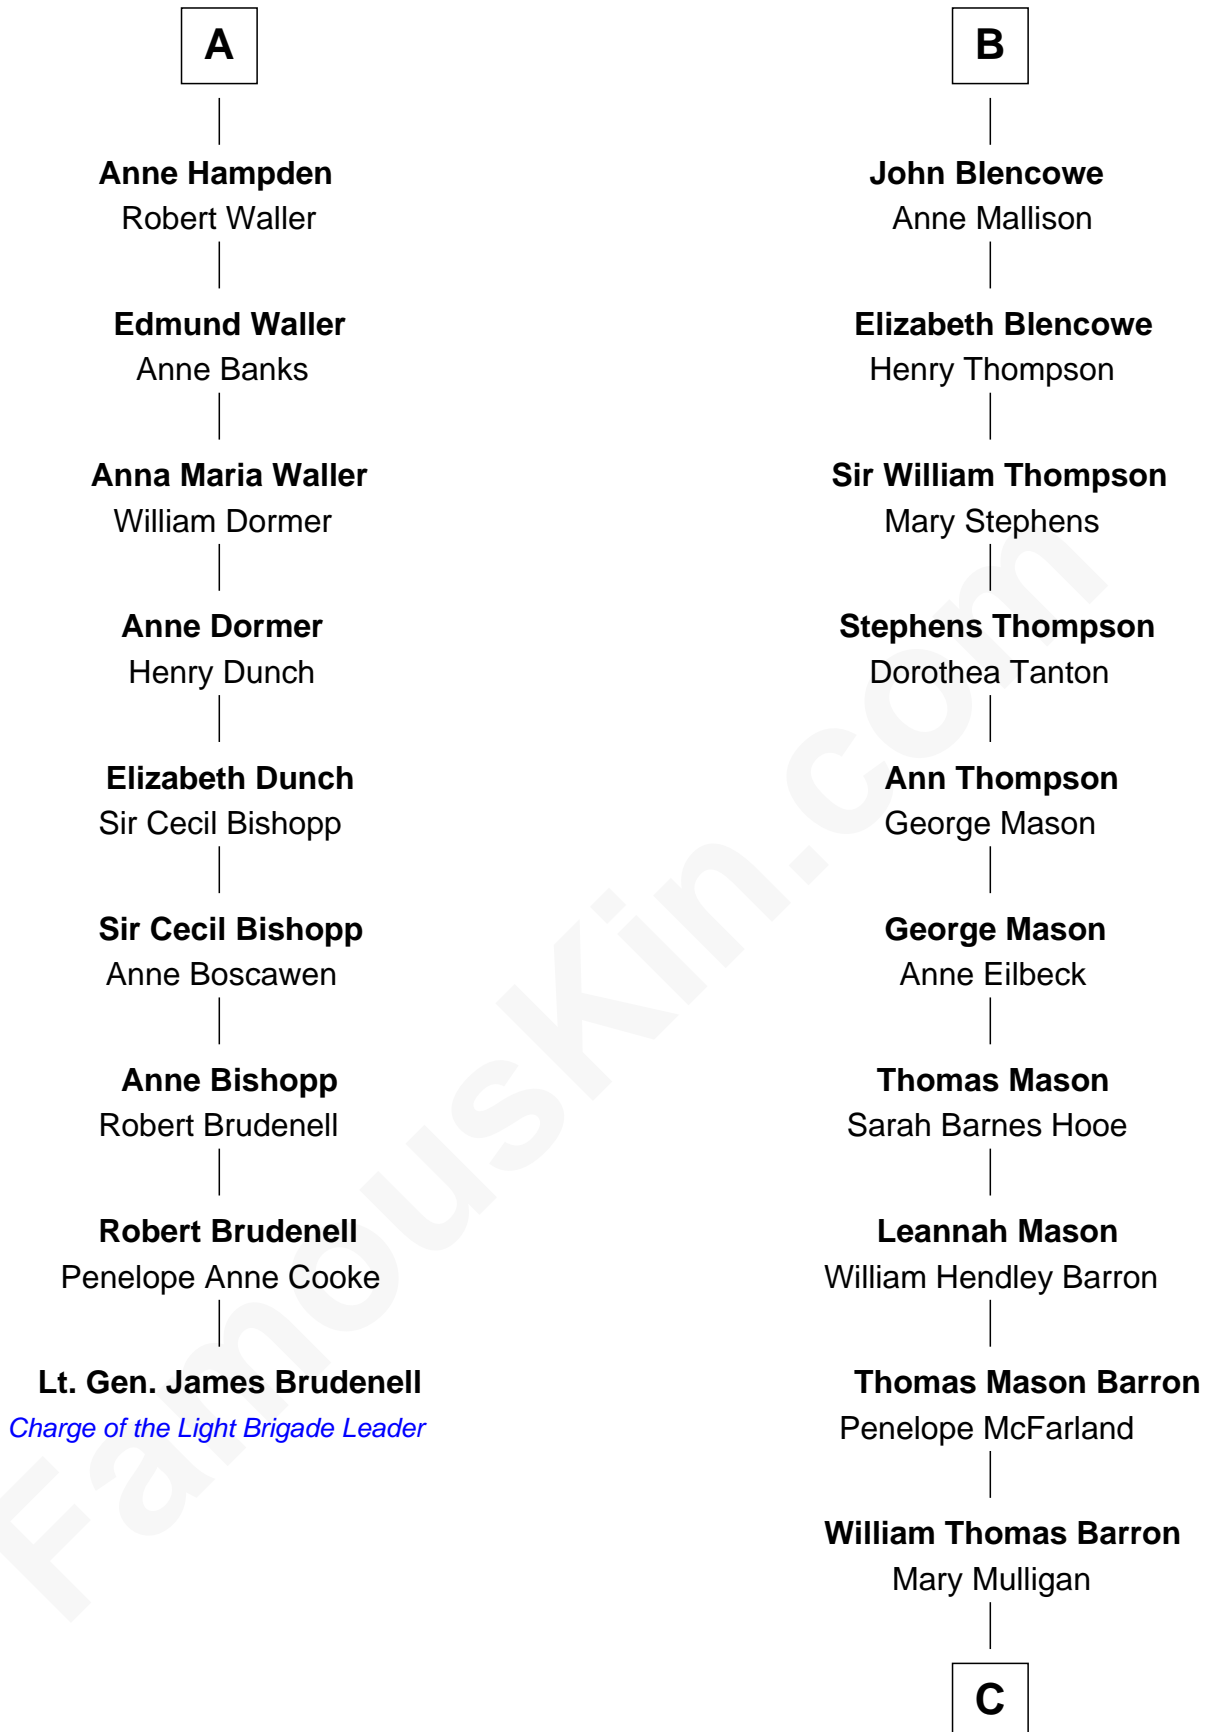 A
Anne Hampden
Robert Waller
Edmund Waller
Anne Banks
Anna Maria Waller
William Dormer
Anne Dormer
Henry Dunch
Elizabeth Dunch
Sir Cecil Bishopp
Sir Cecil Bishopp
Anne Boscawen
Anne Bishopp
Robert Brudenell
Robert Brudenell
Penelope Anne Cooke
Lt. Gen. James Brudenell
Charge of the Light Brigade Leader
B
John Blencowe
Anne Mallison
Elizabeth Blencowe
Henry Thompson
Sir William Thompson
Mary Stephens
Stephens Thompson
Dorothea Tanton
Ann Thompson
George Mason
George Mason
Anne Eilbeck
Thomas Mason
Sarah Barnes Hooe
Leannah Mason
William Hendley Barron
Thomas Mason Barron
Penelope McFarland
William Thomas Barron
Mary Mulligan
C
FamousKin.com